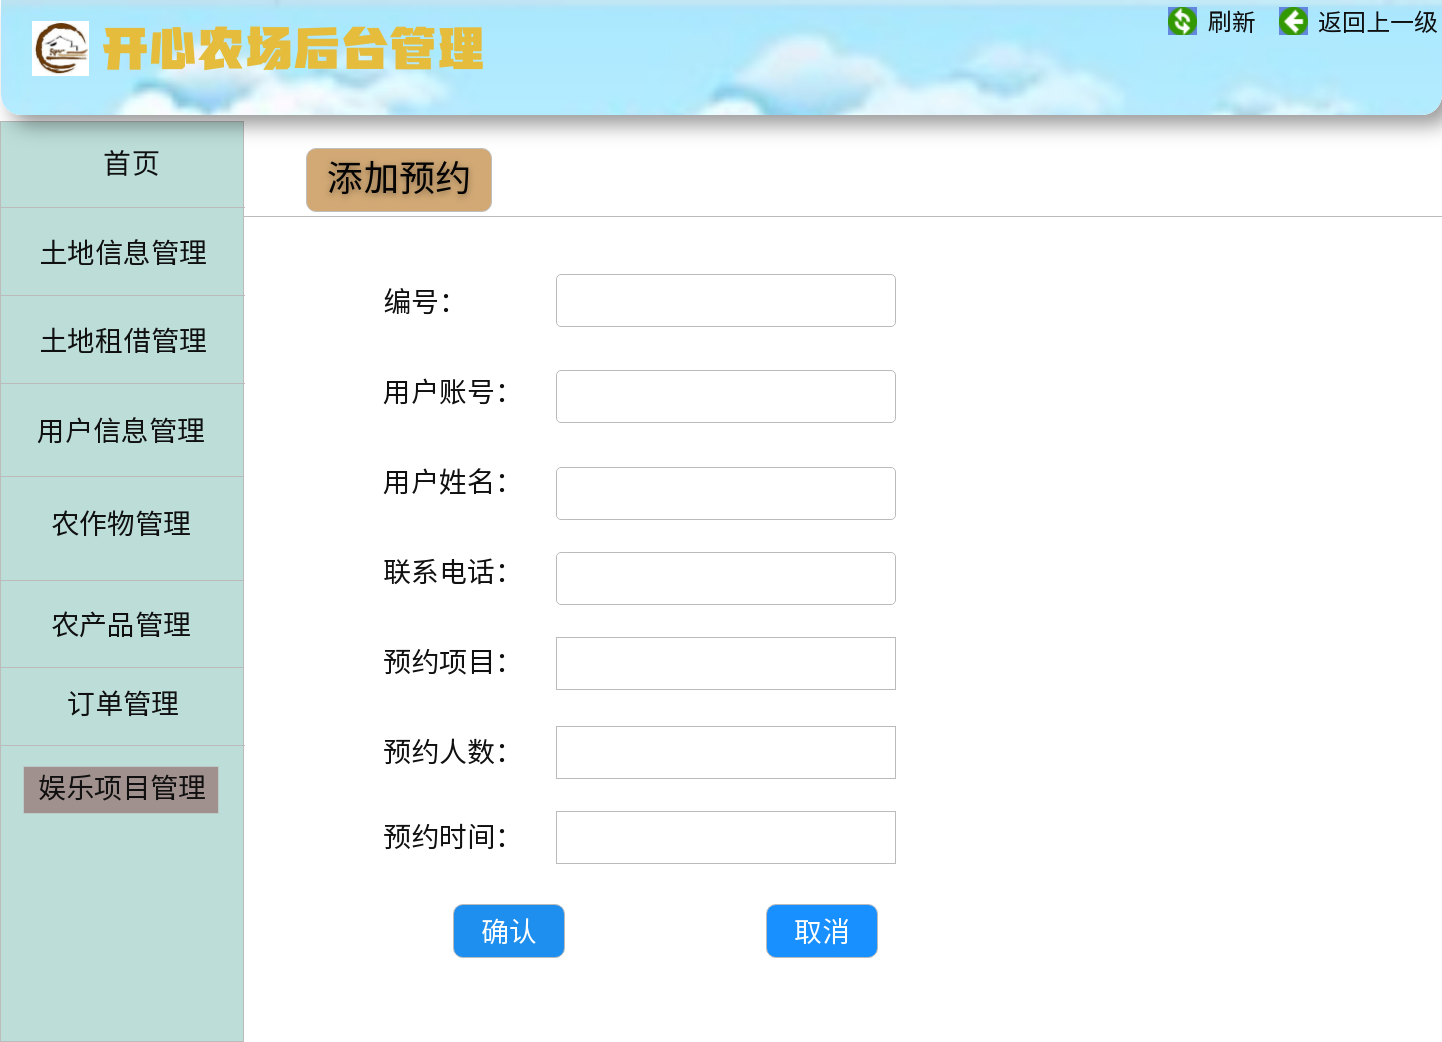 开心农场后台管理
刷新 返回上一级
首页
土地信息管理
土地租借管理
用户信息管理
农作物管理
农产品管理
订单管理
娱乐项目管理
添加预约
编号：
用户账号：
用户姓名：
联系电话：
预约项目：
预约人数：
预约时间：
确认 取消